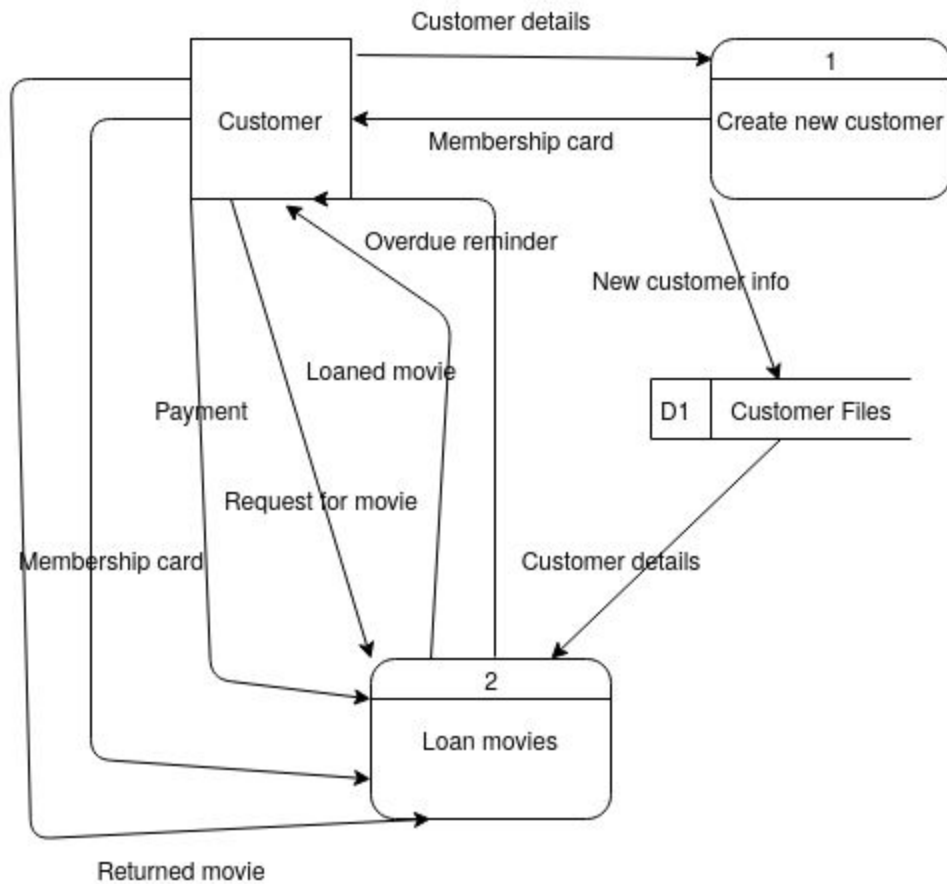 Customer details
1
Customer
Create new customer
Membership card
Overdue reminder
New customer info
Loaned movie
Payment
D1
Customer Files
Request for movie
Membership card
Customer details
2
Loan movies
Returned movie